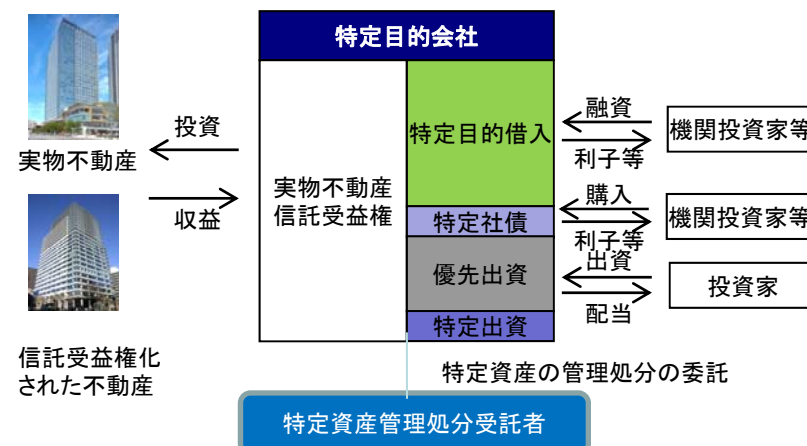 特定目的会社
投資
実物不動産
収益
実物不動産
信託受益権
特定目的借入
融資
利子等
機関投資家等
特定社債
購入
利子等
機関投資家等
優先出資
出資
配当
投資家
特定出資
信託受益権化
された不動産
特定資産の管理処分の委託
特定資産管理処分受託者